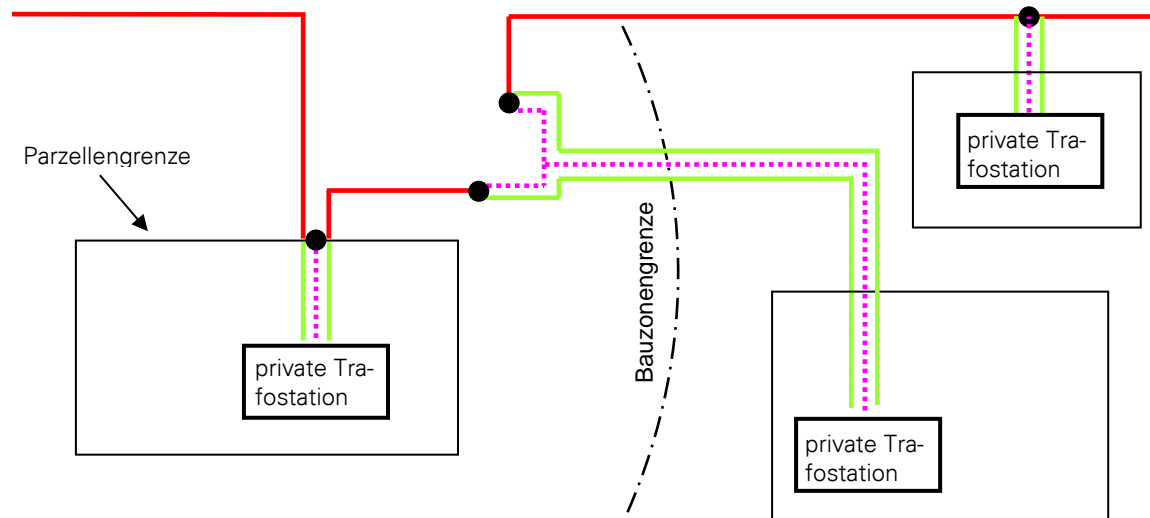 private Tra-
fostation
Parzellengrenze
Bauzonengrenze
private Tra-
fostation
private Tra-
fostation